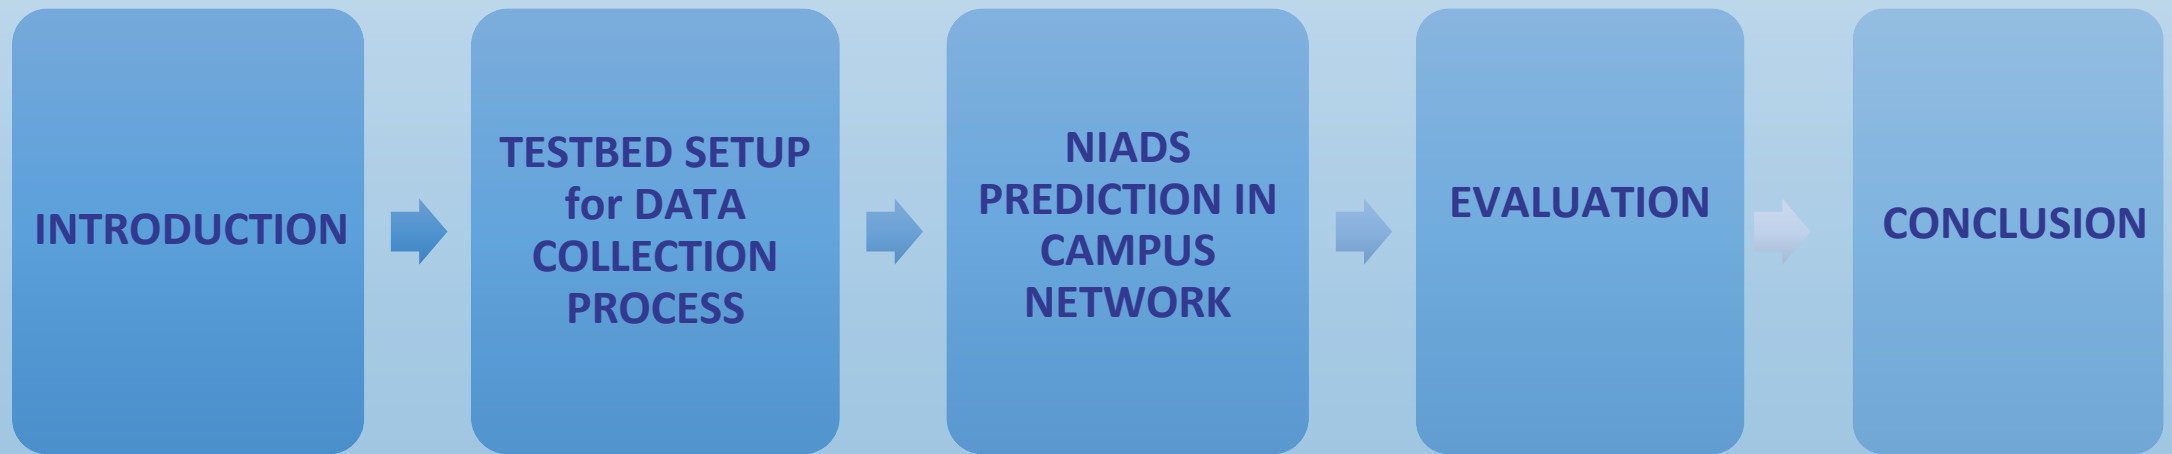 INTRODUCTION
TESTBED SETUP
for DATA
COLLECTION
PROCESS
NIADS
PREDICTION IN
CAMPUS
NETWORK
EVALUATION
CONCLUSION